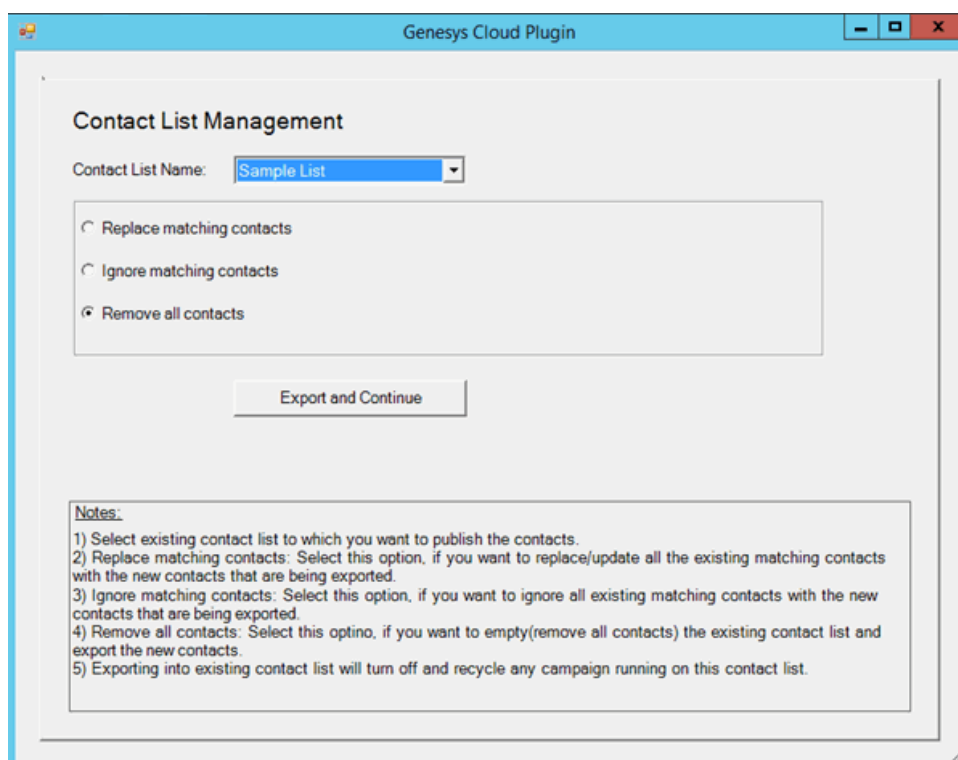 Genesys Cloud Plugin
Contact List Management
Contact List Name: Sample List
Replace matching contacts
Ignore matching contacts
Remove all contacts
Export and Continue
Notes:
1) Select existing contact list to which you want to publish the contacts.
2) Replace matching contacts: Select this option, if you want to replace/update all the existing matching contacts
with the new contacts that are being exported.
3) Ignore matching contacts: Select this option, if you want to ignore all existing matching contacts with the new
contacts that are being exported.
4) Remove all contacts: Select this optino, if you want to empty(remove all contacts) the existing contact list and
export the new contacts.
5) Exporting into existing contact list will turn off and recycle any campaign running on this contact list.